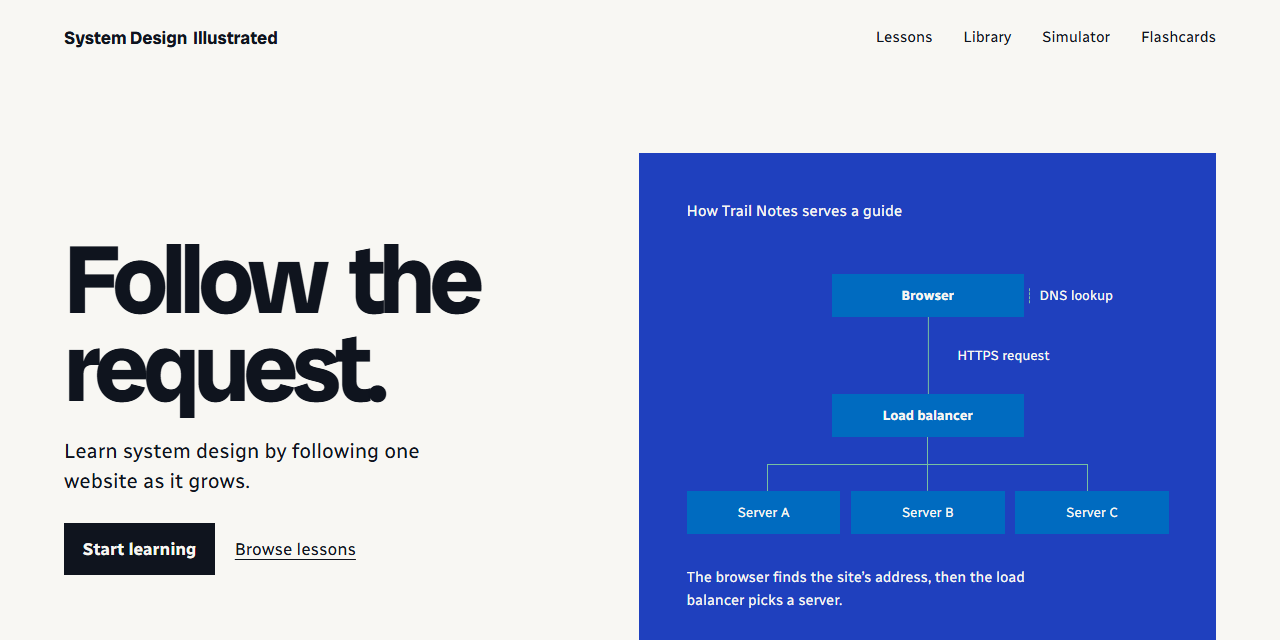 System Design Illustrated
Lessons
Library
Simulator
Flashcards
Follow the
request.
Learn system design by following one
website as it grows.
Start learning
Browse lessons
How Trail Notes serves a guide
Browser
DNS lookup
HTTPS request
Load balancer
Server A
Server B
Server C
The browser finds the site’s address, then the load
balancer picks a server.